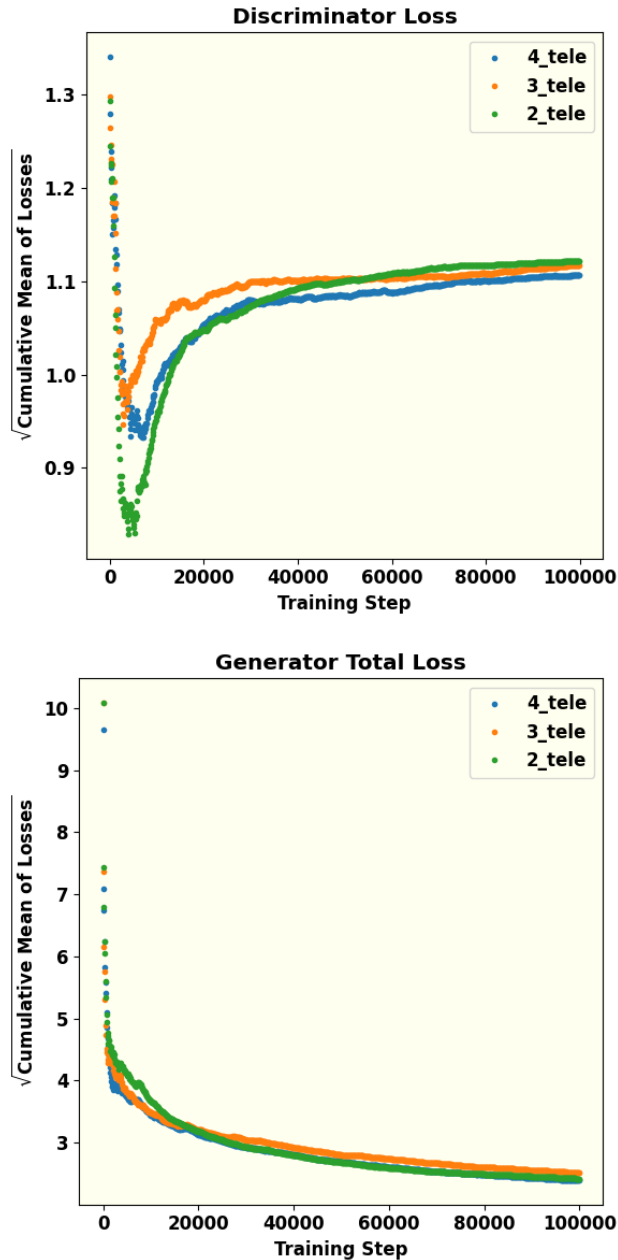 Discriminator Loss
4_tele
3_tele
2_tele
1.3
1.2
1.1
1.0
0.9
√Cumulative Mean of Losses
0 20000 40000 60000 80000 100000
Training Step
Generator Total Loss
4_tele
3_tele
2_tele
10
9
8
7
6
5
4
3
√Cumulative Mean of Losses
0 20000 40000 60000 80000 100000
Training Step